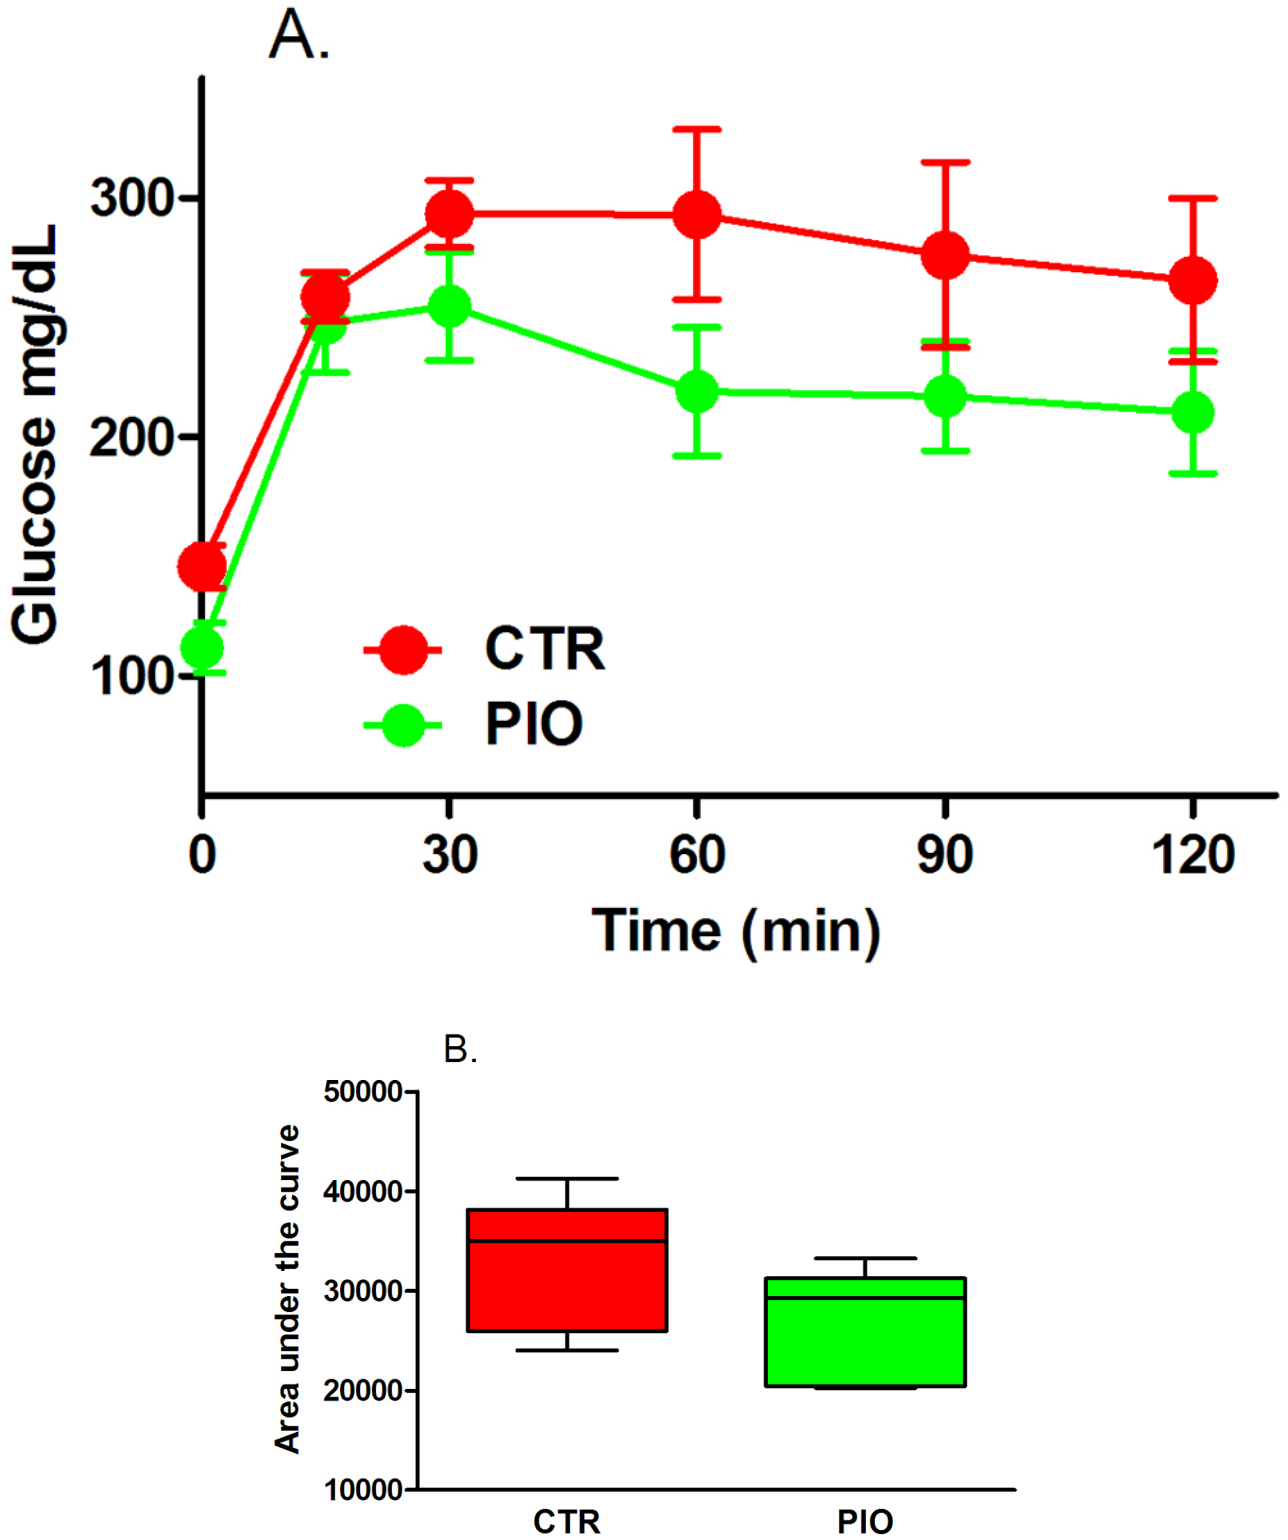 A.
Glucose mg/dL
300
200
100
CTR
PIO
0 30 60 90 120
Time (min)
B.
Area under the curve
50000
40000
30000
20000
10000
CTR PIO